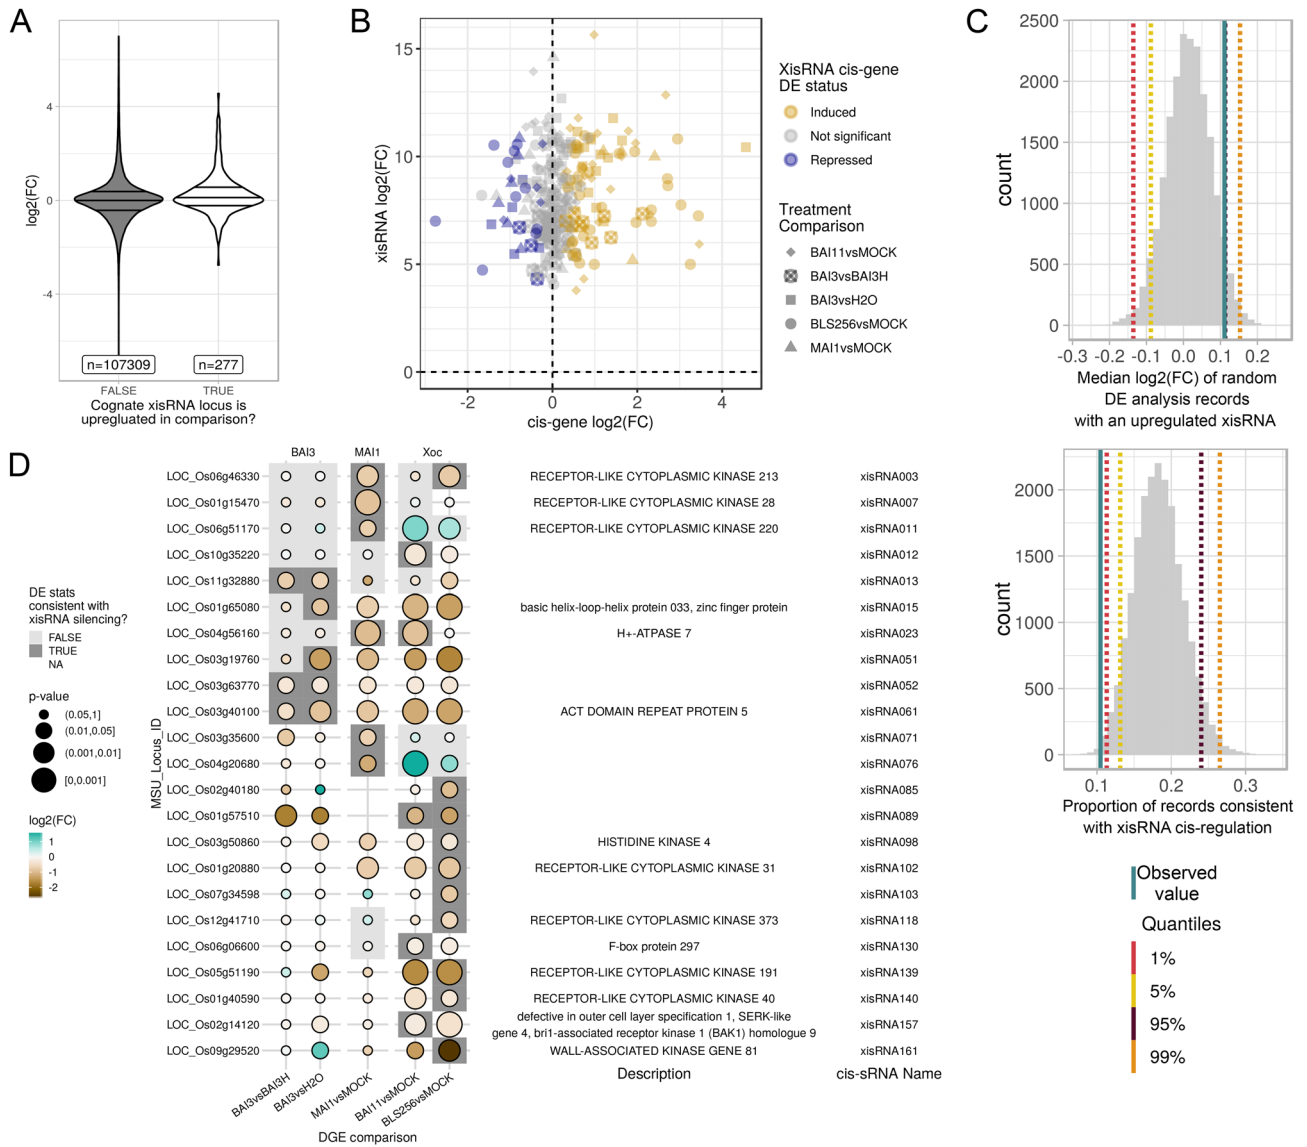 A
log2(FC)
4
0
-4
n=107309
n=277
FALSE
TRUE
Cognate xisRNA locus is
upregluated in comparison?
B
xisRNA log2(FC)
15
10
5
0
-2
0
2
4
cis-gene log2(FC)
XisRNA cis-gene
DE status
Induced
Not significant
Repressed
Treatment
Comparison
BAI11vsMOCK
BAI3vsBAI3H
BAI3vsH2O
BLS256vsMOCK
MAI1vsMOCK
C
count
2500
2000
1500
1000
500
0
-0.3
-0.2
-0.1
0.0
0.1
0.2
Median log2(FC) of random
DE analysis records
with an upregulated xisRNA
count
2000
1500
1000
500
0
0.1
0.2
0.3
Proportion of records consistent
with xisRNA cis-regulation
Observed
value
Quantiles
1%
5%
95%
99%
D
DE stats
consistent with
xisRNA silencing?
FALSE
TRUE
NA
p-value
(0.05,1]
(0.01,0.05]
(0.001,0.01]
[0,0.001]
log2(FC)
1
0
-1
-2
MSU_Locus_ID
BAI3 MAI1 Xoc
LOC_Os06g46330 RECEPTOR-LIKE CYTOPLASMIC KINASE 213 xisRNA003
LOC_Os01g15470 RECEPTOR-LIKE CYTOPLASMIC KINASE 28 xisRNA007
LOC_Os06g51170 RECEPTOR-LIKE CYTOPLASMIC KINASE 220 xisRNA011
LOC_Os10g35220 xisRNA012
LOC_Os11g32880 xisRNA013
LOC_Os01g65080 basic helix-loop-helix protein 033, zinc finger protein xisRNA015
LOC_Os04g56160 H+-ATPASE 7 xisRNA023
LOC_Os03g19760 xisRNA051
LOC_Os03g63770 xisRNA052
LOC_Os03g40100 ACT DOMAIN REPEAT PROTEIN 5 xisRNA061
LOC_Os03g35600 xisRNA071
LOC_Os04g20680 xisRNA076
LOC_Os02g40180 xisRNA085
LOC_Os01g57510 xisRNA089
LOC_Os03g50860 HISTIDINE KINASE 4 xisRNA098
LOC_Os01g20880 RECEPTOR-LIKE CYTOPLASMIC KINASE 31 xisRNA102
LOC_Os07g34598 xisRNA103
LOC_Os12g41710 RECEPTOR-LIKE CYTOPLASMIC KINASE 373 xisRNA118
LOC_Os06g06600 F-box protein 297 xisRNA130
LOC_Os05g51190 RECEPTOR-LIKE CYTOPLASMIC KINASE 191 xisRNA139
LOC_Os01g40590 RECEPTOR-LIKE CYTOPLASMIC KINASE 40 xisRNA140
LOC_Os02g14120 defective in outer cell layer specification 1, SERK-like
gene 4, bri1-associated receptor kinase 1 (BAK1) homologue 9 xisRNA157
LOC_Os09g29520 WALL-ASSOCIATED KINASE GENE 81 xisRNA161
BAI3vsBAI3H
BAI3vsH2O
MAI1vsMOCK
BAI11vsMOCK
BLS256vsMOCK
DGE comparison
Description
cis-sRNA Name